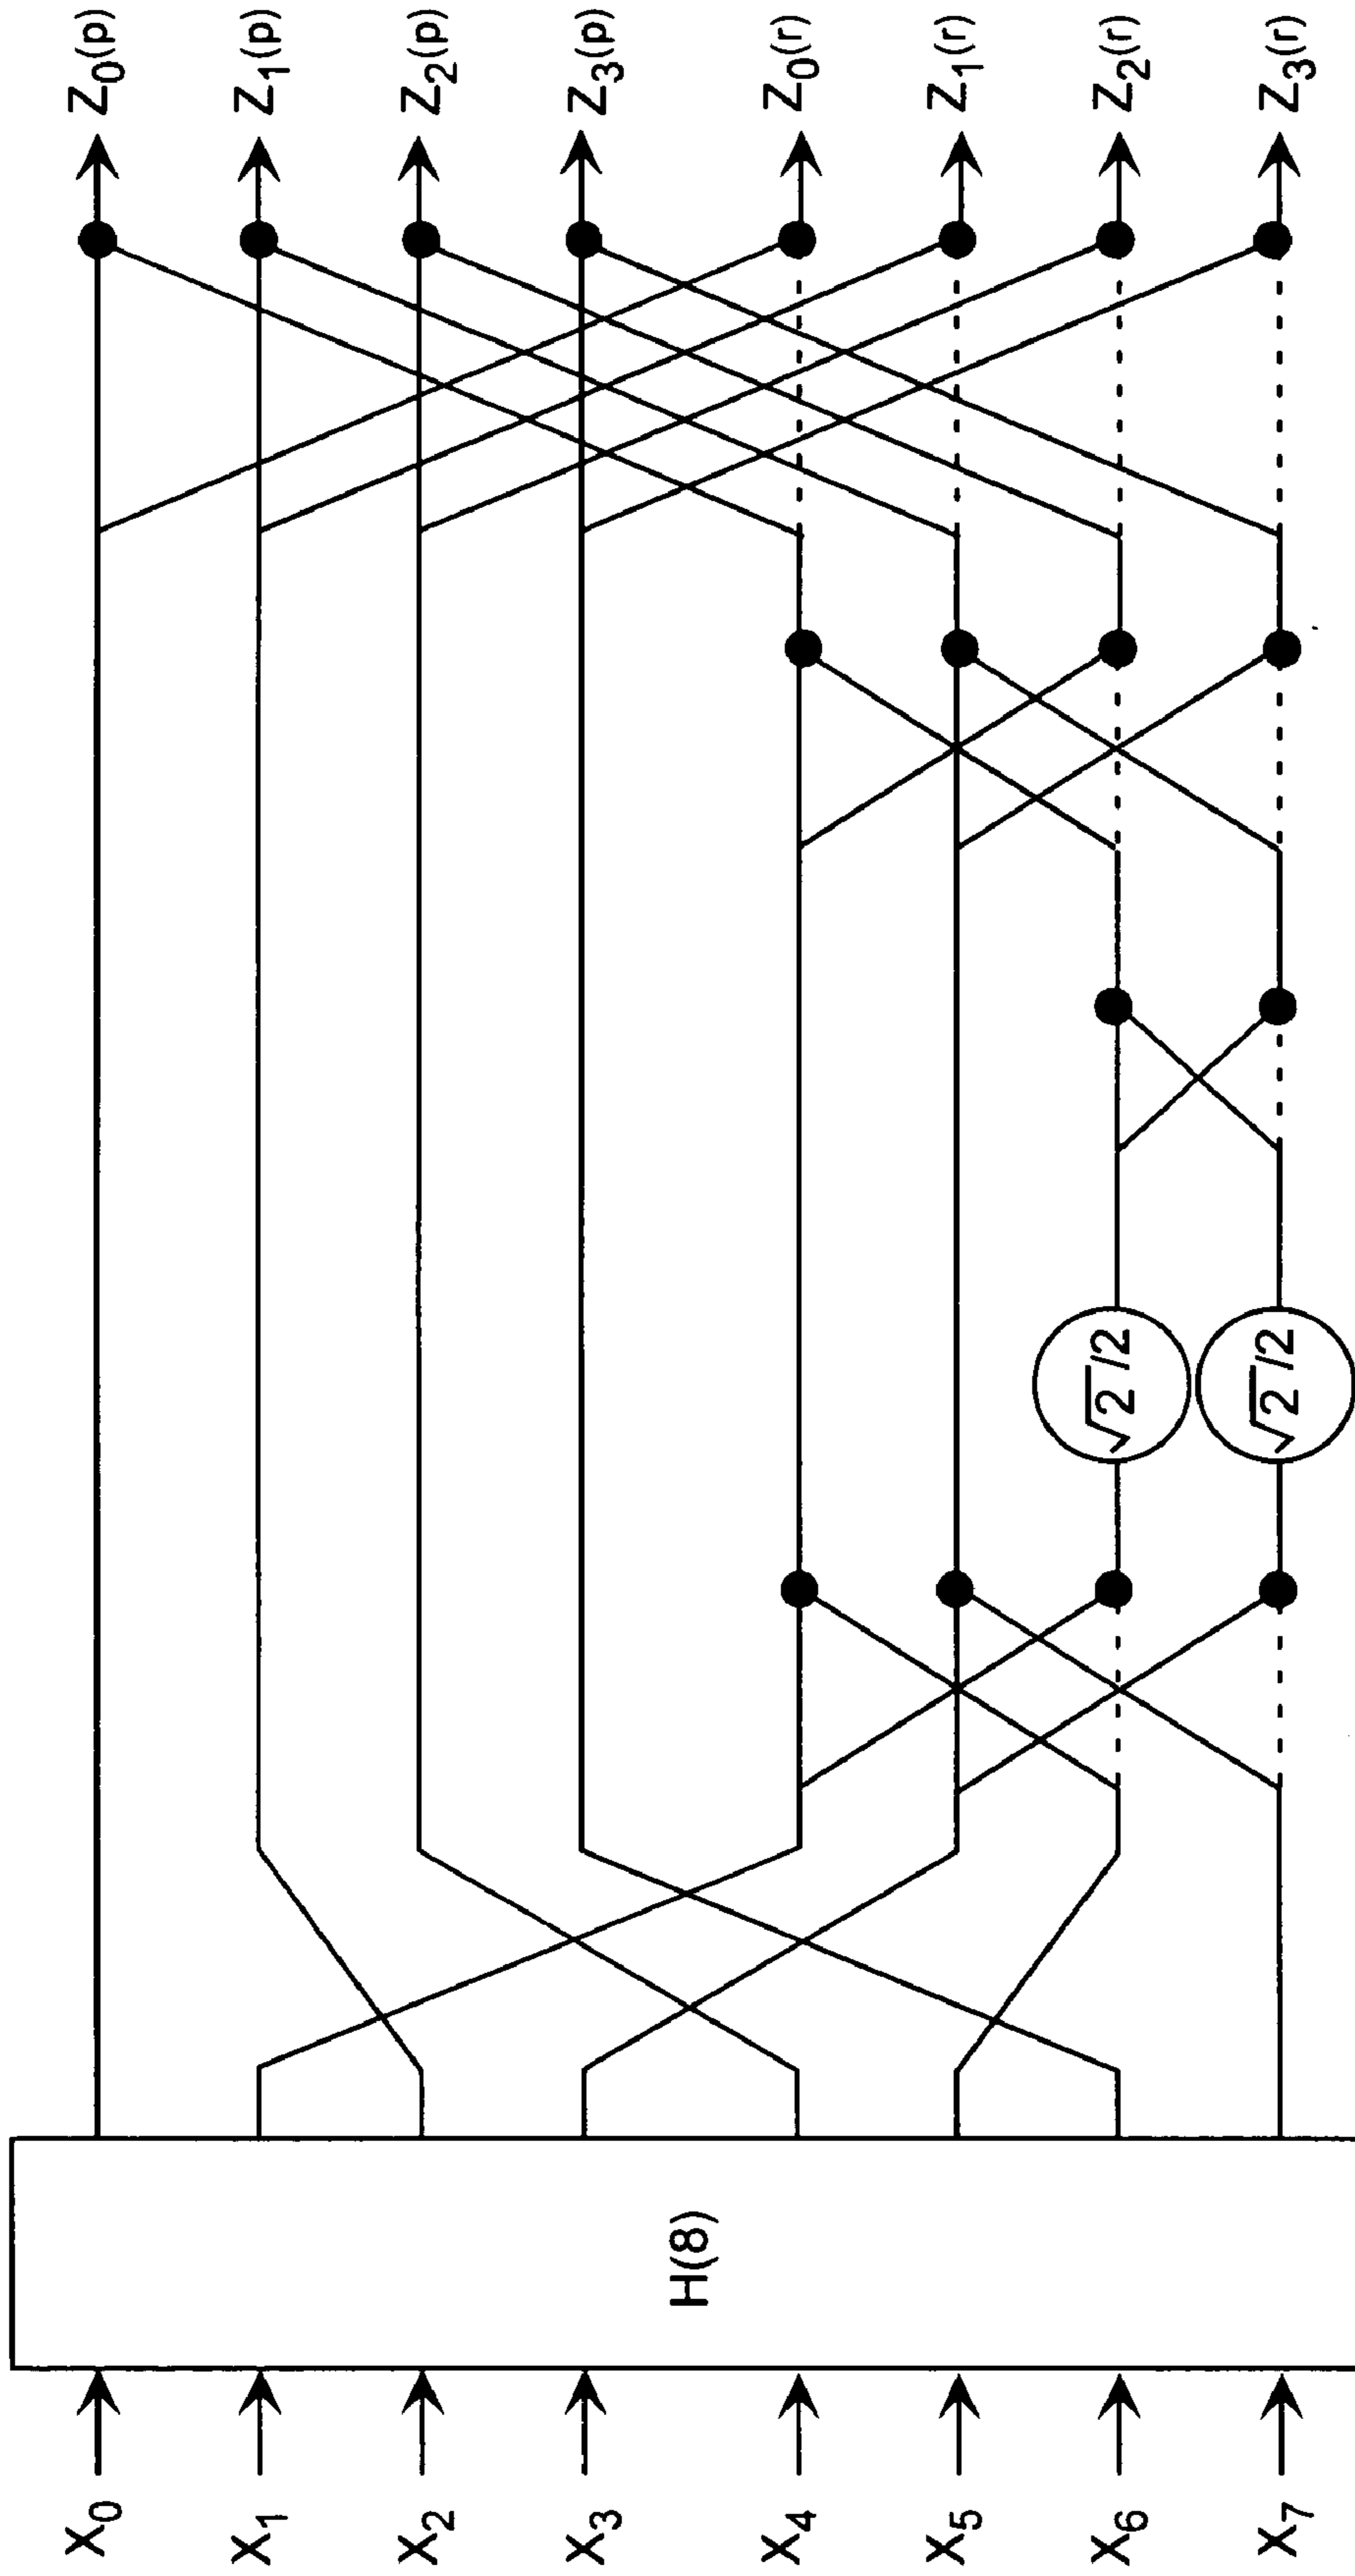 X0
X1
X2
X3
X4
X5
X6
X7
H(8)
√2/2
√2/2
Z0(p)
Z1(p)
Z2(p)
Z3(p)
Z0(r)
Z1(r)
Z2(r)
Z3(r)